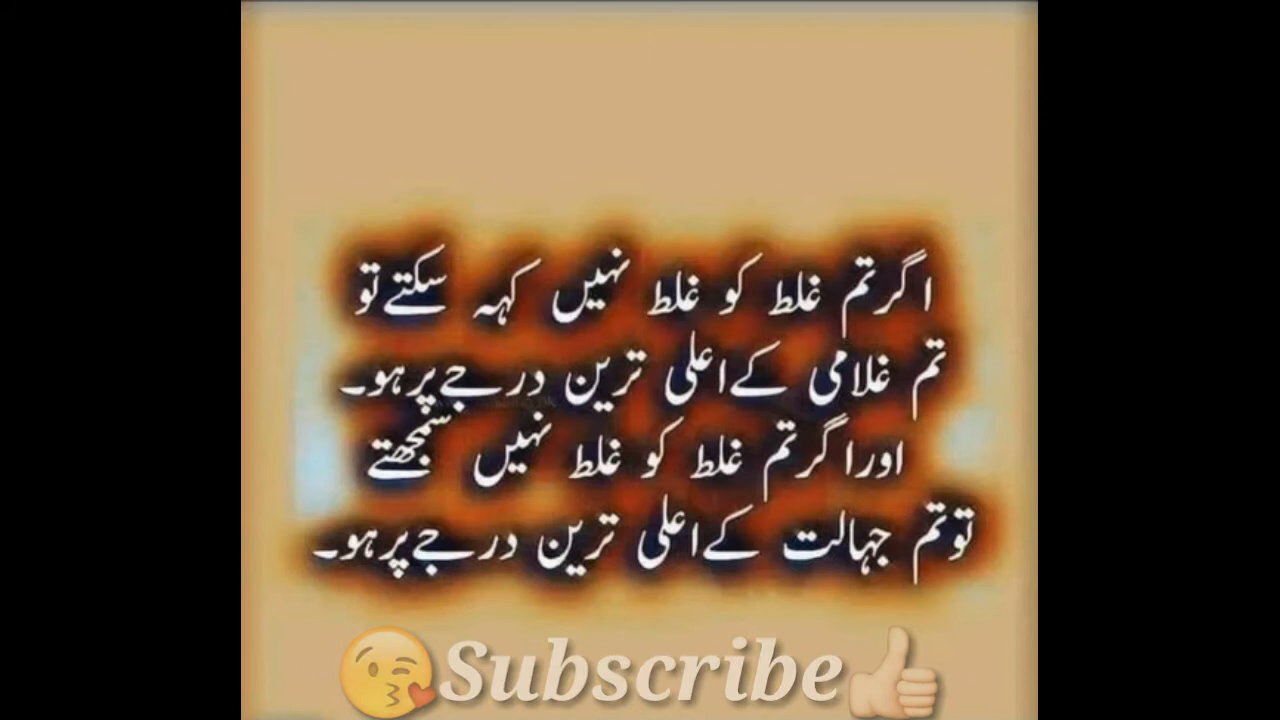 اگر تم غلط کو غلط نہیں کہہ سکتے تو
تم غلامی کے اعلی ترین درجے پر ہو۔
اور اگر تم غلط کو غلط نہیں سمجھتے
تو تم جہالت کے اعلی ترین درجے پر ہو۔
😘Subscribe👍